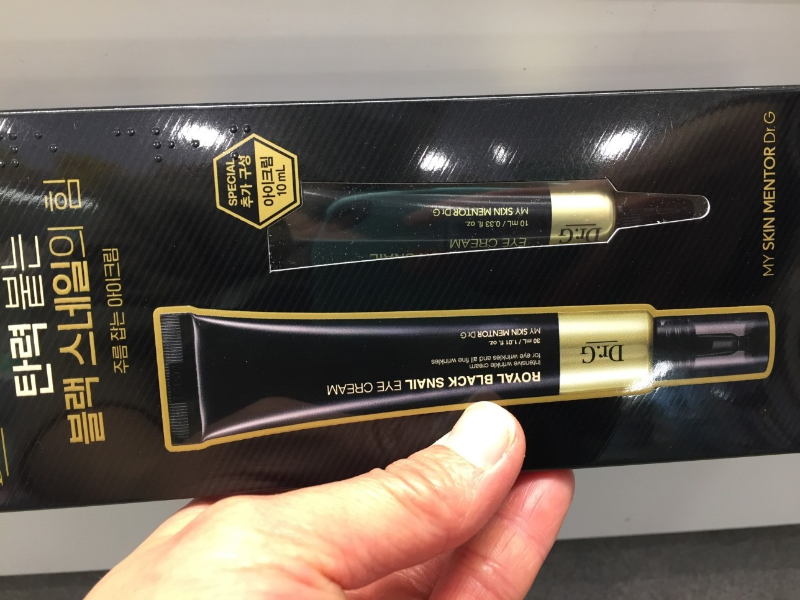 탄력 붙는
블랙 스네일의 힘
주름 잡는 아이크림
SPECIAL
추가 구성
아이크림
10 mL
Dr.G
MY SKIN MENTOR Dr.G
10 mL / 0.33 fl. oz.
EYE CREAM
SNAIL
Dr.G
MY SKIN MENTOR Dr.G
30 mL / 1.01 fl. oz.
for eye wrinkles and all fine wrinkles
intensive wrinkle cream
ROYAL BLACK SNAIL EYE CREAM
MY SKIN MENTOR Dr.G